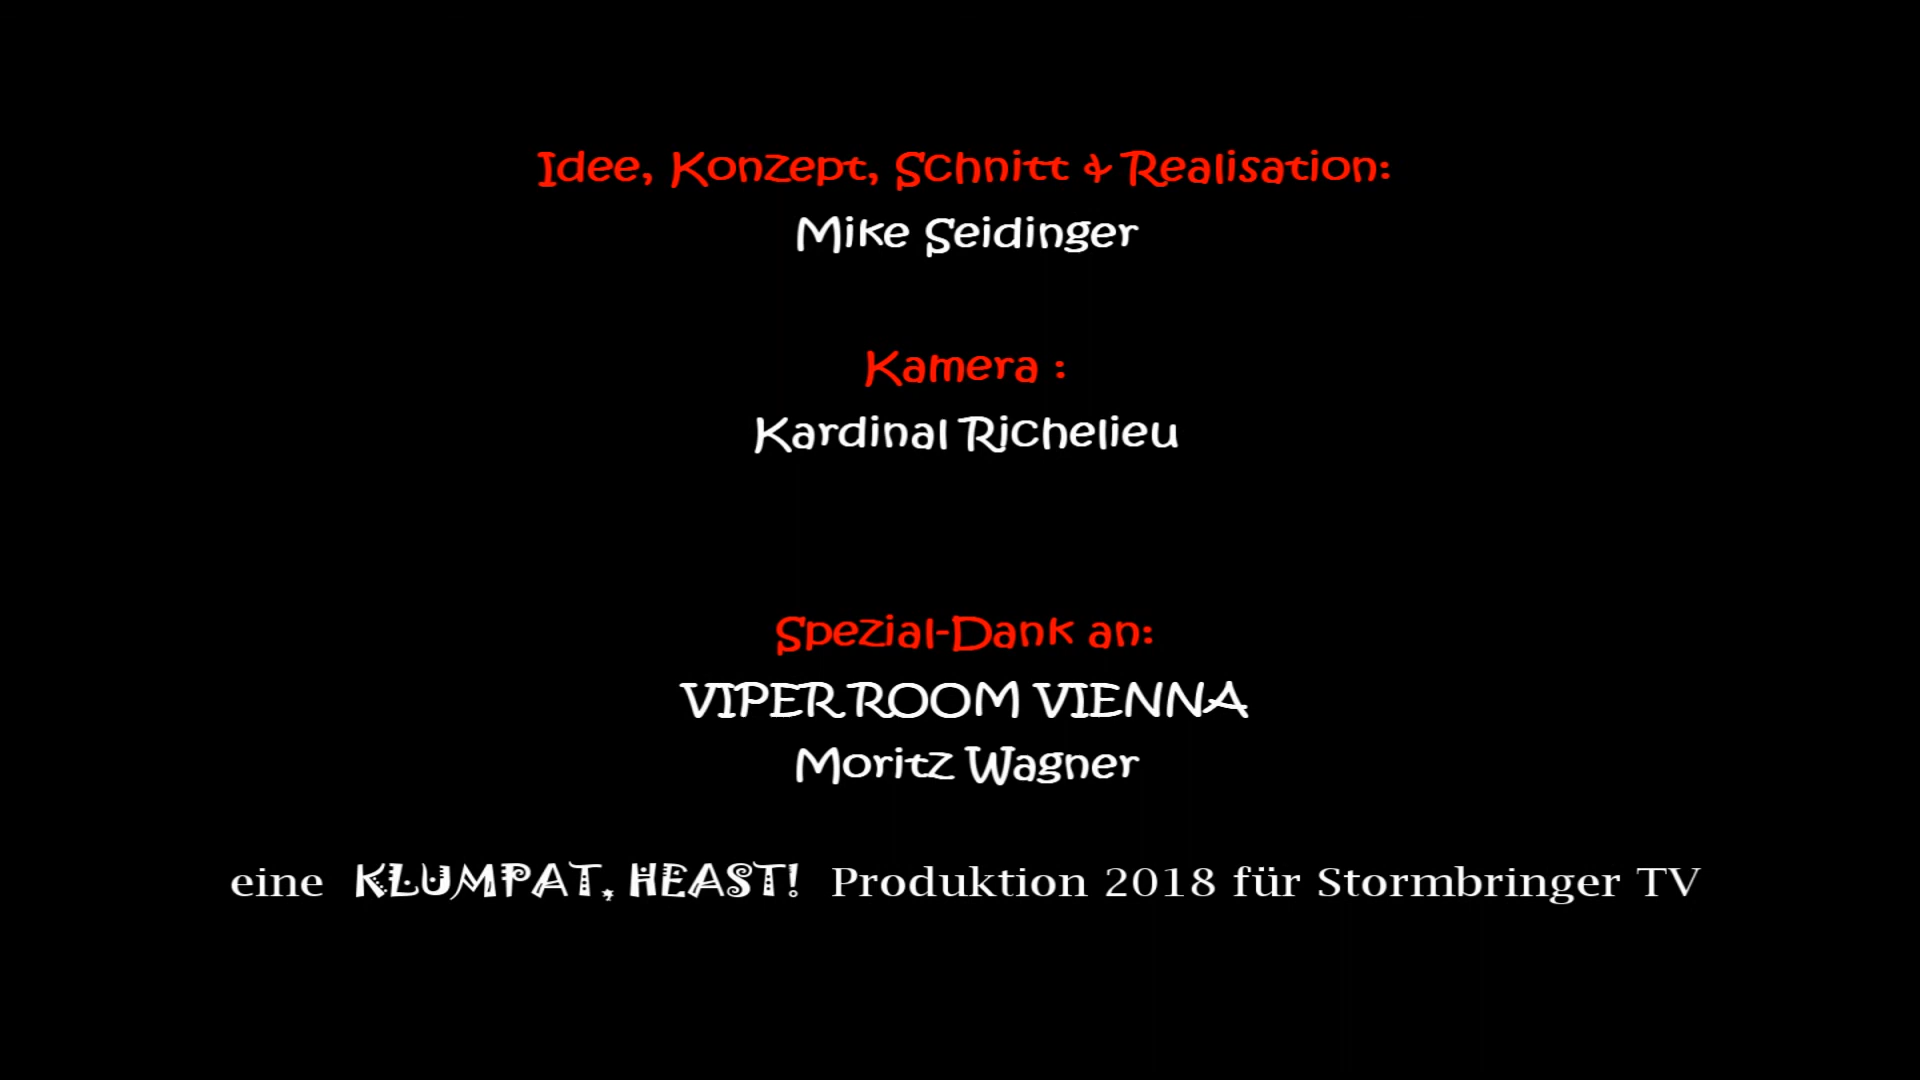 Idee, Konzept, Schnitt & Realisation:
Mike Seidinger
Kamera :
Kardinal Richelieu
Spezial-Dank an:
VIPER ROOM VIENNA
Moritz Wagner
eine KLUMPAT, HEAST! Produktion 2018 für Stormbringer TV